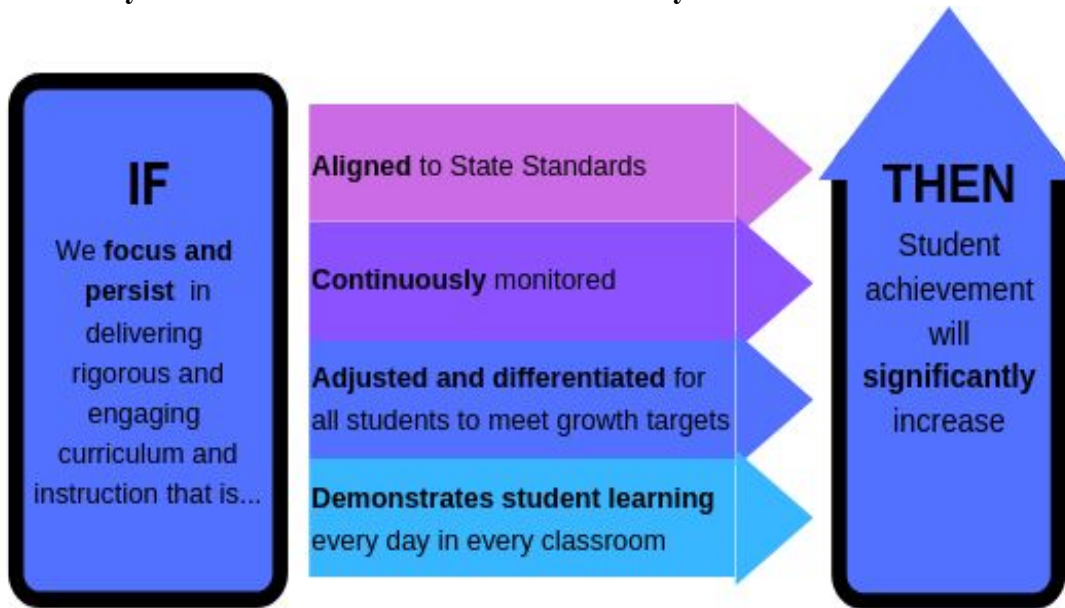 IF
We focus and
persist in
delivering
rigorous and
engaging
curriculum and
instruction that is...
Aligned to State Standards
Continuously monitored
Adjusted and differentiated for
all students to meet growth targets
Demonstrates student learning
every day in every classroom
THEN
Student
achievement
will
significantly
increase